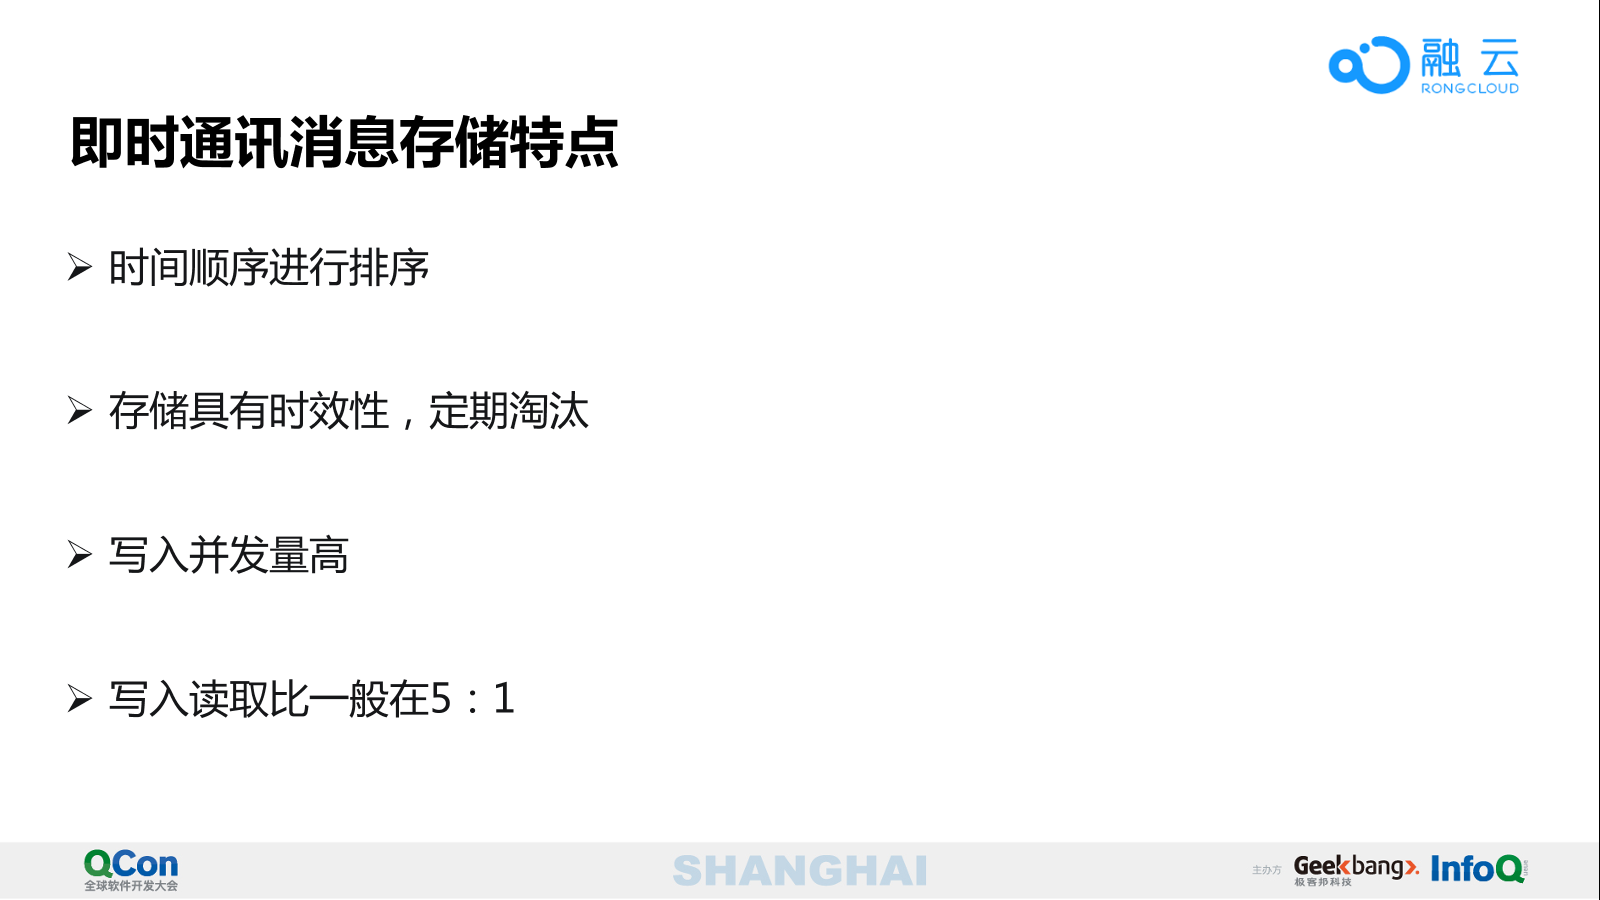 融云
RONGCLOUD
即时通讯消息存储特点
➢ 时间顺序进行排序
➢ 存储具有时效性，定期淘汰
➢ 写入并发量高
➢ 写入读取比一般在5：1
QCon
全球软件开发大会
SHANGHAI
主办方
Geekbang>.
极客邦科技
InfoQ